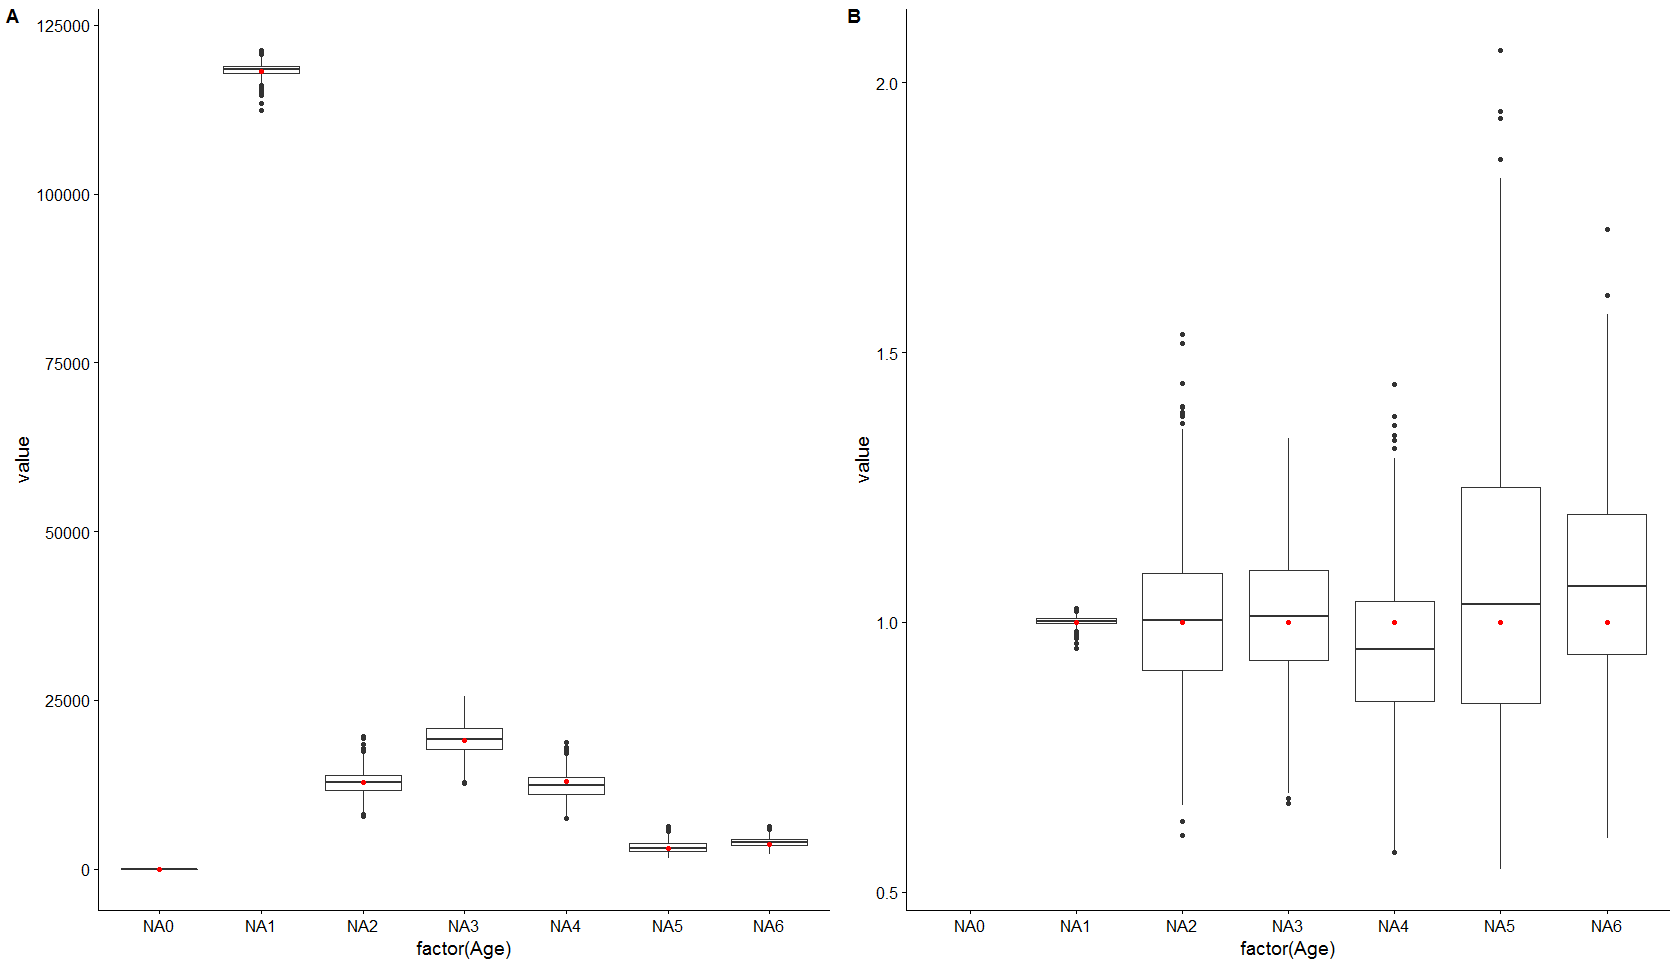 A
value
125000
100000
75000
50000
25000
0
NA0 NA1 NA2 NA3 NA4 NA5 NA6
factor(Age)
B
value
2.0
1.5
1.0
0.5
NA0 NA1 NA2 NA3 NA4 NA5 NA6
factor(Age)